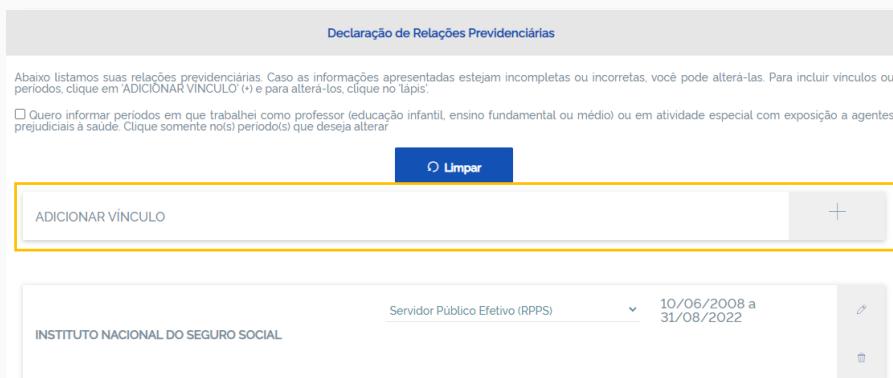 Declaração de Relações Previdenciárias
Abaixo listamos suas relações previdenciárias. Caso as informações apresentadas estejam incompletas ou incorretas, você pode alterá-las. Para incluir vínculos ou
períodos, clique em 'ADICIONAR VÍNCULO' (+) e para alterá-los, clique no 'lápis'.
Quero informar períodos em que trabalhei como professor (educação infantil, ensino fundamental ou médio) ou em atividade especial com exposição a agentes
prejudiciais à saúde. Clique somente no(s) período(s) que deseja alterar
Limpar
ADICIONAR VÍNCULO
INSTITUTO NACIONAL DO SEGURO SOCIAL
Servidor Público Efetivo (RPPS)
10/06/2008 a
31/08/2022